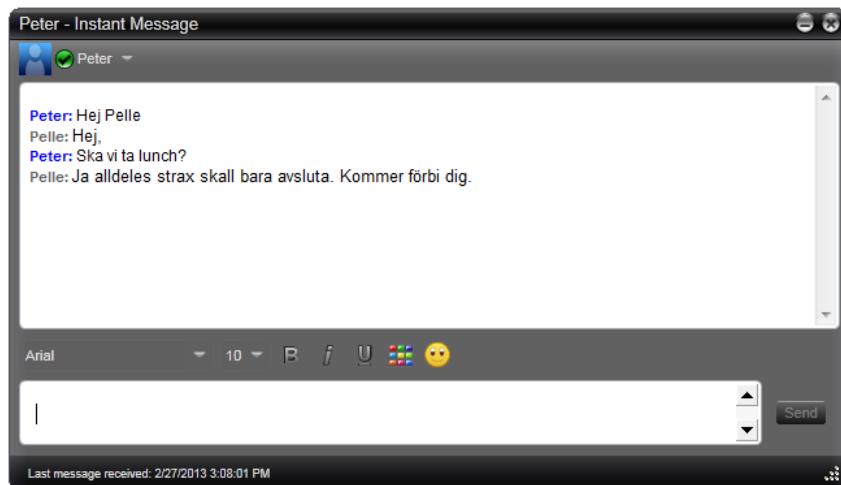 Peter - Instant Message
Peter
Peter: Hej Pelle
Pelle: Hej,
Peter: Ska vi ta lunch?
Pelle: Ja alldeles strax skall bara avsluta. Kommer förbi dig.
Arial 10 B i U
Send
Last message received: 2/27/2013 3:08:01 PM